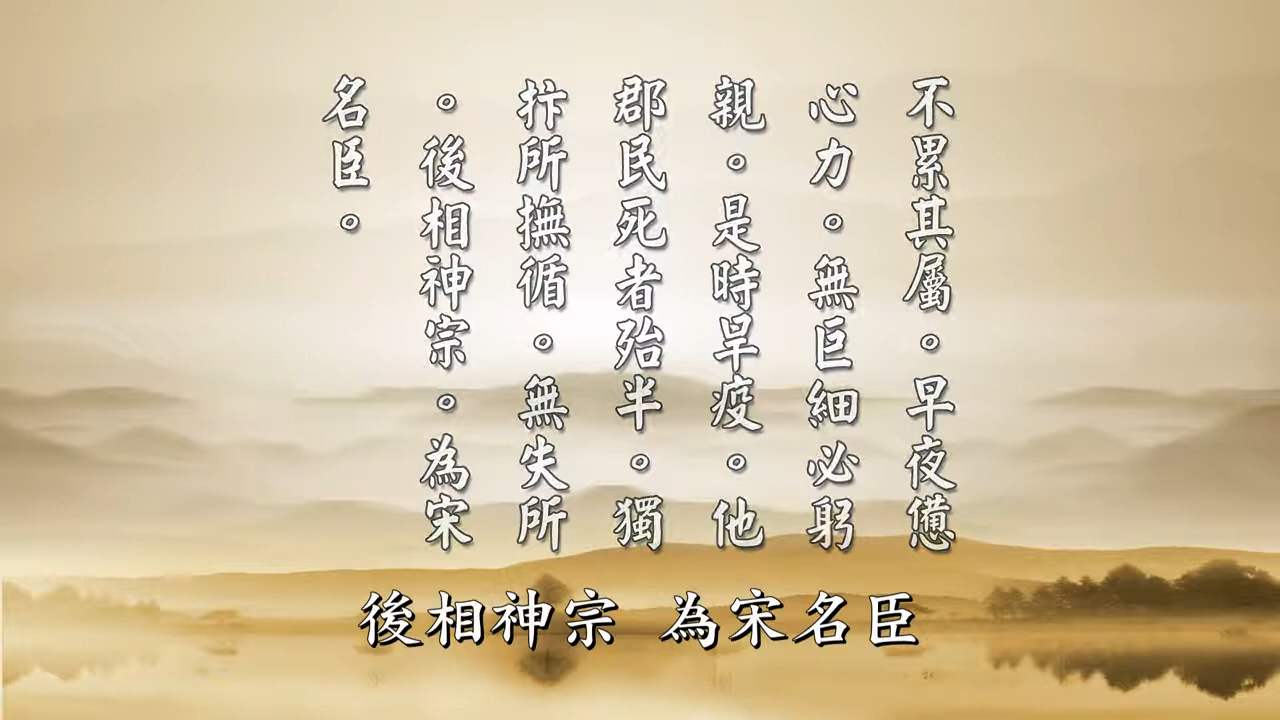 不累其屬。早夜憊
心力。無巨細必躬
親。是時旱疫。他
郡民死者殆半。獨
抃所撫循。無失所
。後相神宗。為宋
名臣。
後相神宗 為宋名臣